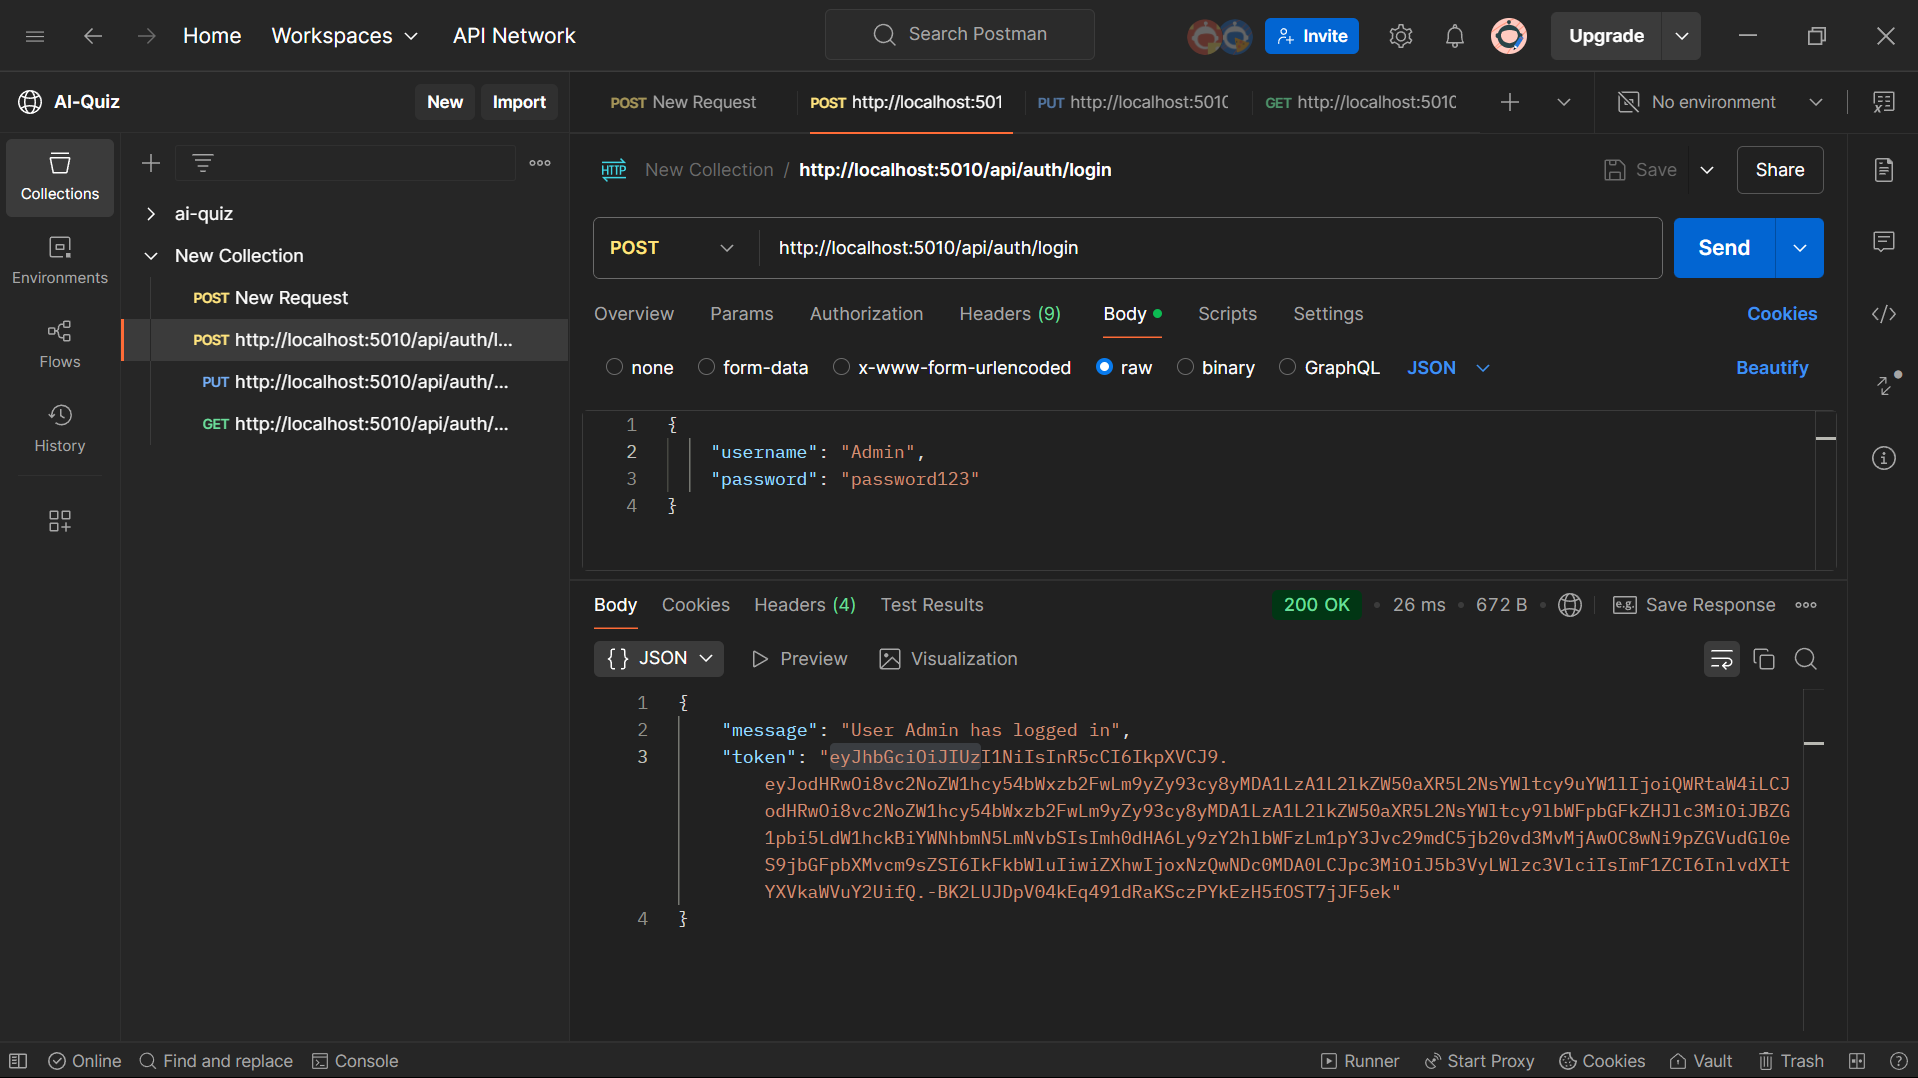 Home Workspaces API Network Search Postman Invite Upgrade
AI-Quiz New Import
POST New Request POST http://localhost:501 PUT http://localhost:501 GET http://localhost:501 No environment
Collections
Environments
Flows
History
ai-quiz
New Collection
POST New Request
POST http://localhost:5010/api/auth/l...
PUT http://localhost:5010/api/auth/...
GET http://localhost:5010/api/auth/...
HTTP New Collection / http://localhost:5010/api/auth/login Save Share
POST http://localhost:5010/api/auth/login Send
Overview Params Authorization Headers (9) Body Scripts Settings Cookies
none form-data x-www-form-urlencoded raw binary GraphQL JSON Beautify
1 {
2 "username": "Admin",
3 "password": "password123"
4 }
Body Cookies Headers (4) Test Results 200 OK • 26 ms • 672 B • e.g. Save Response
{} JSON Preview Visualization
1 {
2 "message": "User Admin has logged in",
3 "token": "eyJhbGciOiJIUzI1NiIsInR5cCI6IkpXVCJ9.
eyJodHRwOi8vc2NoZW1hcy54bWxzb2FwLm9yZy93cy8yMDA1LzA1L2lkZW50aXR5L2NsYWltcy9uYW1lIjoiQWRtaW4iLCJ
odHRwOi8vc2NoZW1hcy54bWxzb2FwLm9yZy93cy8yMDA1LzA1L2lkZW50aXR5L2NsYWltcy9lbWFpbGFkZHJlc3MiOiJBZG
1pbi5LdW1hckBiYWNhbmN5LmNvbSIsImh0dHA6Ly9zY2hlbWFzLm1pY3Jvc29mdC5jb20vd3MvMjAwOC8wNi9pZGVudGl0e
S9jbGFpbXMvcm9sZSI6IkFkbWluIiwiZXhwIjoxNzQwNDc0MDA0LCJpc3MiOiJ5b3VyLWlzc3VlciIsImF1ZCI6InlvdXIt
YXVkaWVuY2UifQ.-BK2LUJDpV04kEq491dRaKSczPYkEzH5fOST7jJF5ek"
4 }
Online Find and replace Console Runner Start Proxy Cookies Vault Trash